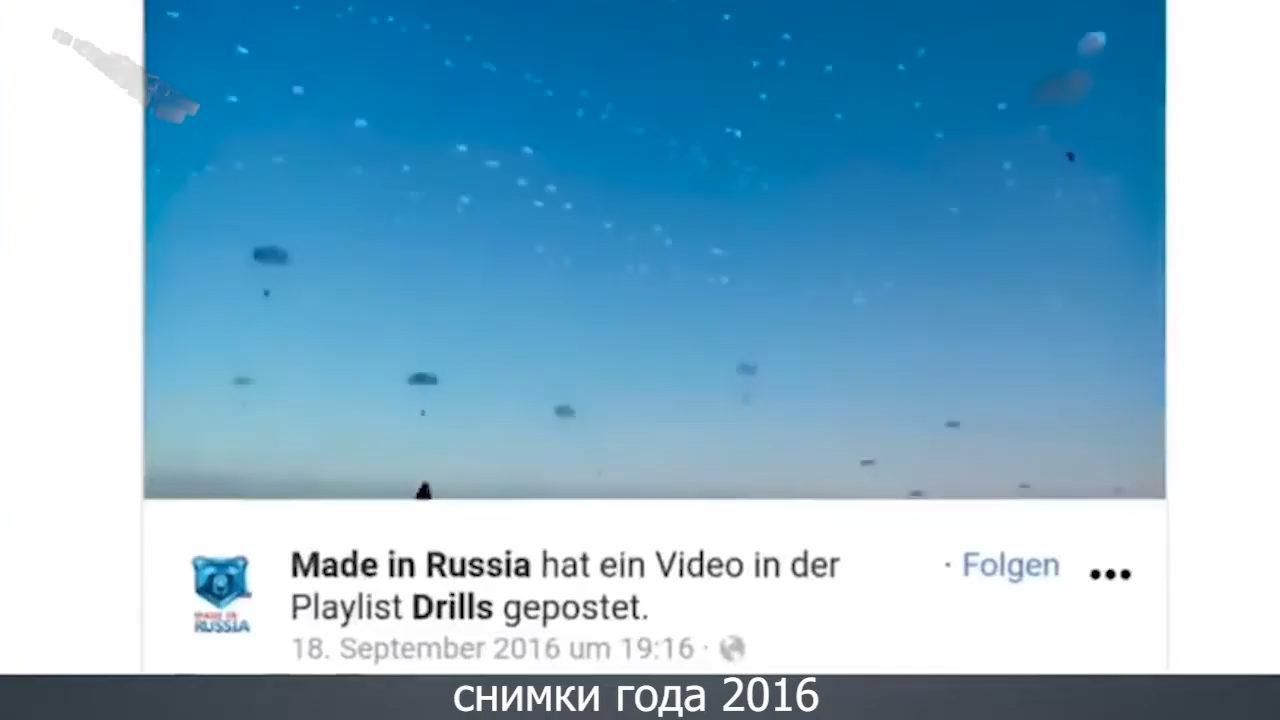 Made in Russia hat ein Video in der
· Folgen
Playlist Drills gepostet.
18. September 2016 um 19:16 ·
MADE IN
RUSSIA
снимки года 2016